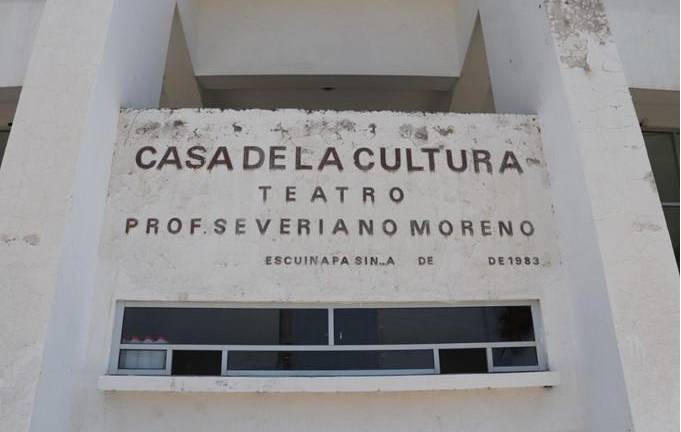 CASA DE LA CULTURA
TEATRO
PROF. SEVERIANO MORENO
ESCUINAPA SIN., A DE DE 1983